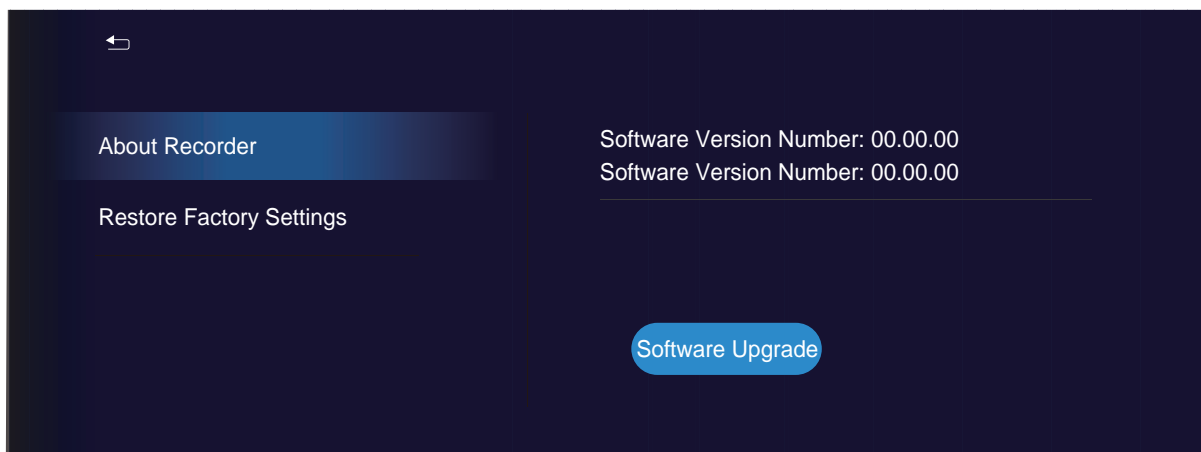 About Recorder
Restore Factory Settings
Software Version Number: 00.00.00
Software Version Number: 00.00.00
Software Upgrade